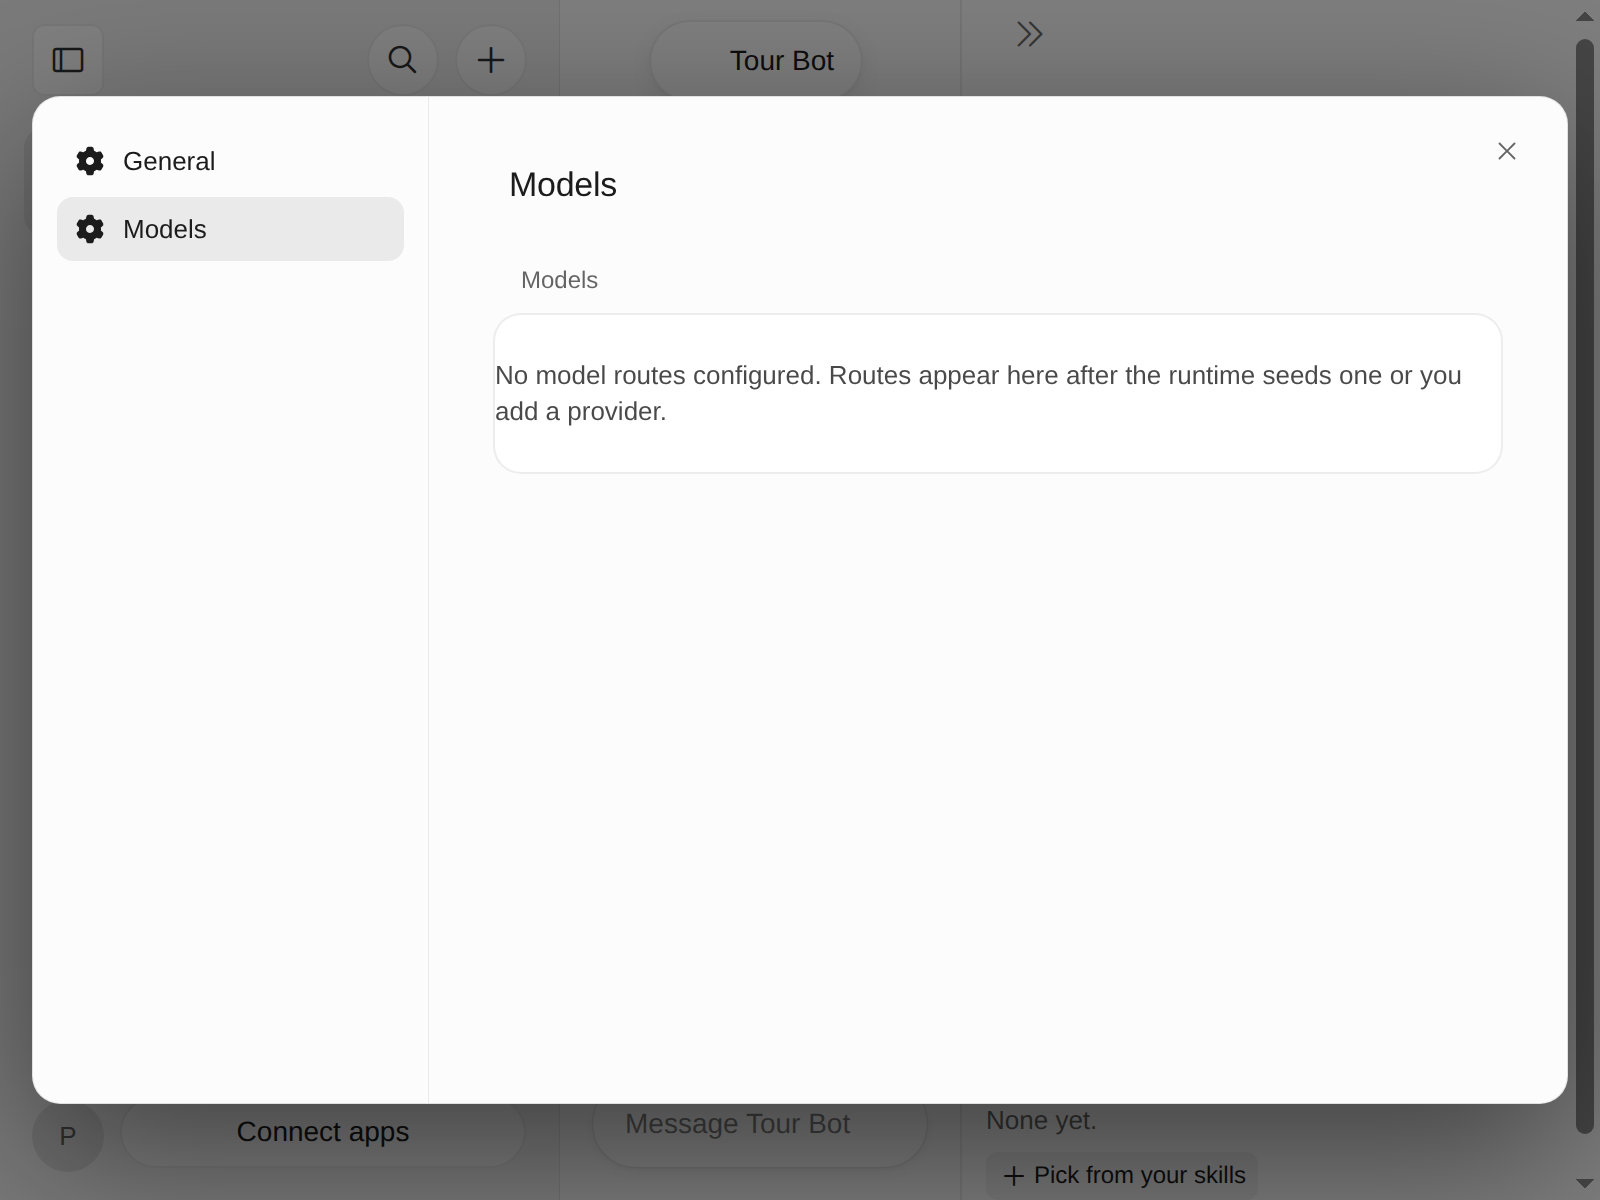 Tour Bot
General
Models
Models
Models
No model routes configured. Routes appear here after the runtime seeds one or you
add a provider.
P
Connect apps
Message Tour Bot
None yet.
Pick from your skills